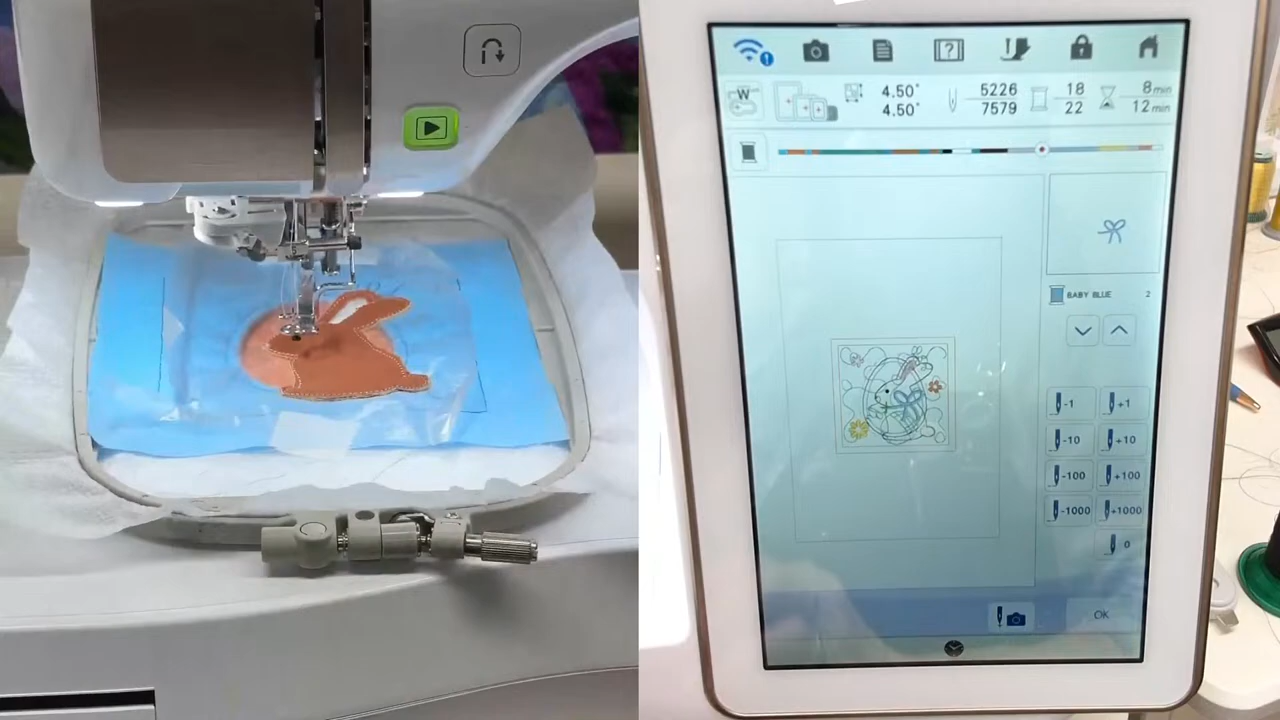 W
4.50"
4.50"
5226
7579
18
22
8 min
12 min
BABY BLUE 2
-1 +1
-10 +10
-100 +100
-1000 +1000
0
OK